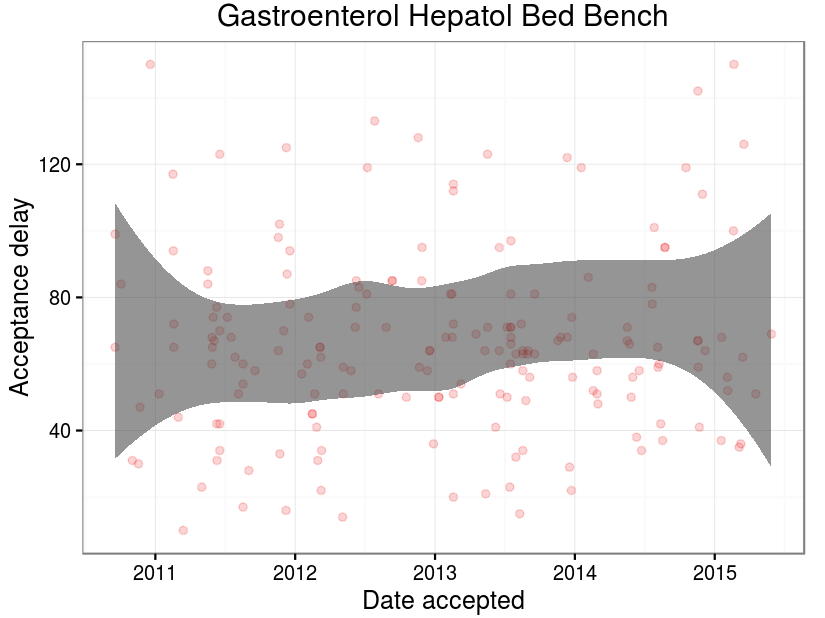 Gastroenterol Hepatol Bed Bench
Acceptance delay
120
80
40
2011 2012 2013 2014 2015
Date accepted